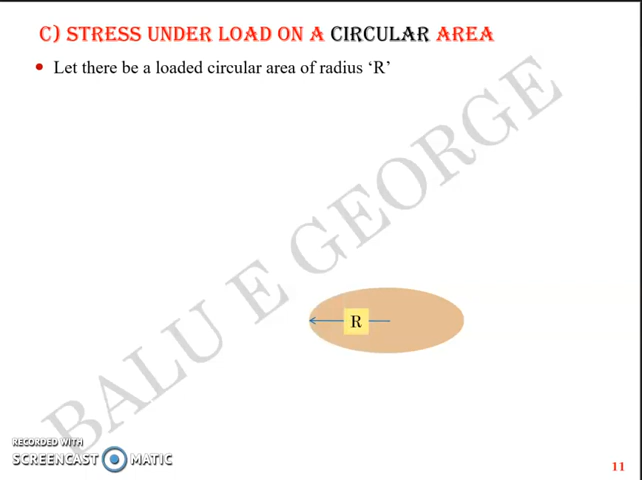 C) STRESS UNDER LOAD ON A CIRCULAR AREA
• Let there be a loaded circular area of radius ‘R’
BALU E GEORGE
R
RECORDED WITH
SCREENCAST MATIC
11